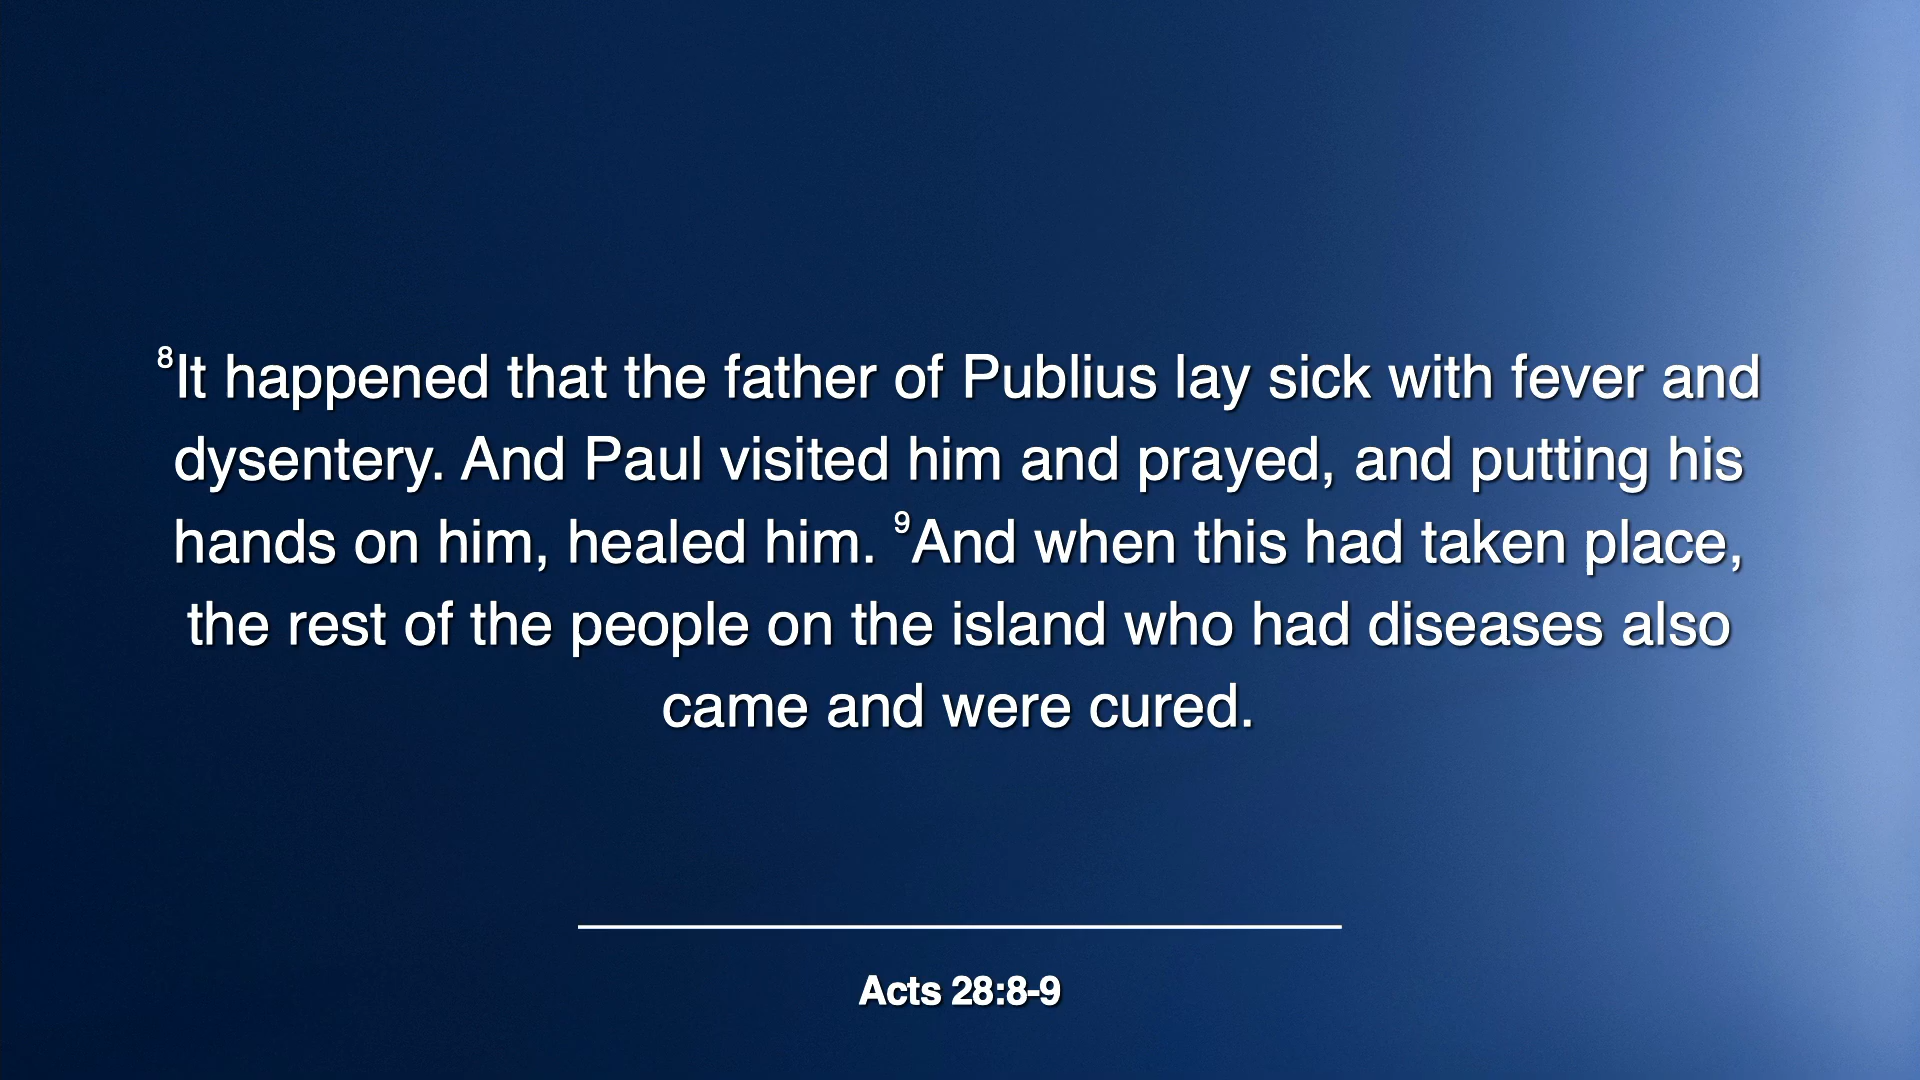 ⁸It happened that the father of Publius lay sick with fever and
dysentery. And Paul visited him and prayed, and putting his
hands on him, healed him. ⁹And when this had taken place,
the rest of the people on the island who had diseases also
came and were cured.
Acts 28:8-9